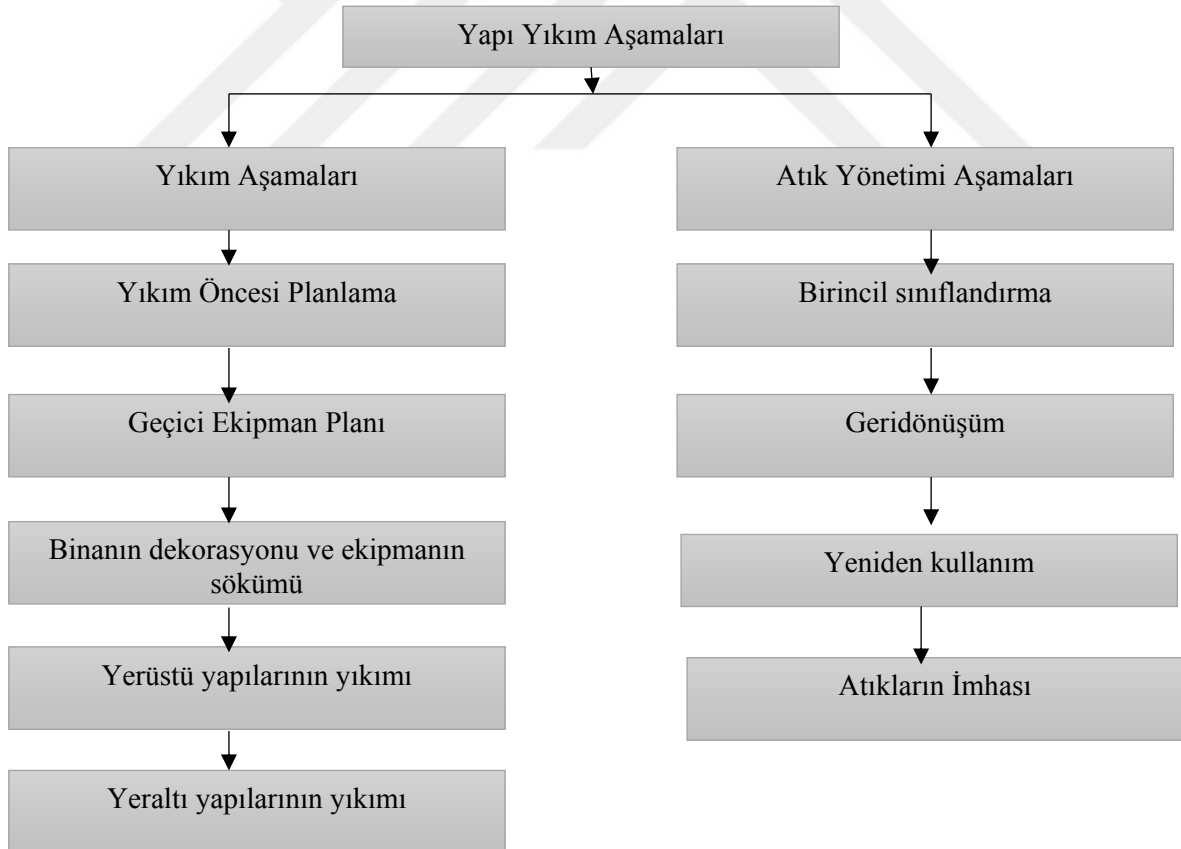 Yapı Yıkım Aşamaları
Yıkım Aşamaları
Yıkım Öncesi Planlama
Geçici Ekipman Planı
Binanın dekorasyonu ve ekipmanın
sökümü
Yerüstü yapılarının yıkımı
Yeraltı yapılarının yıkımı
Atık Yönetimi Aşamaları
Birincil sınıflandırma
Geridönüşüm
Yeniden kullanım
Atıkların İmhası